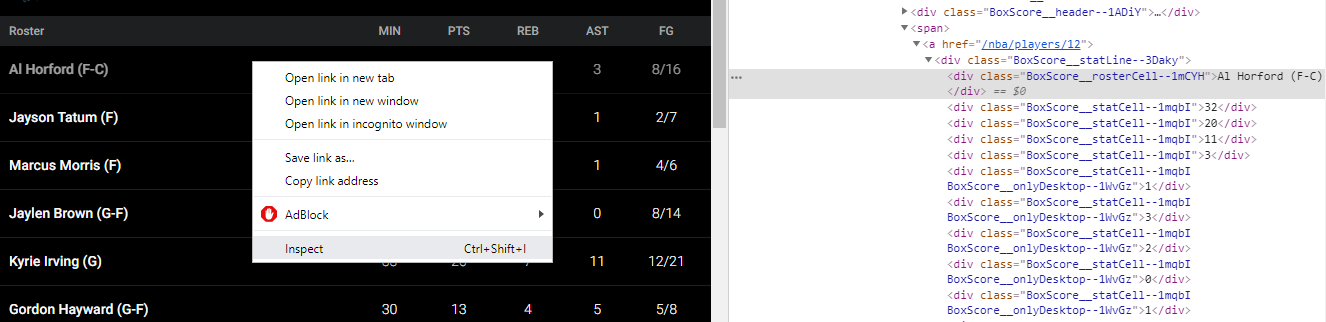 Roster MIN PTS REB AST FG
Al Horford (F-C) 3 8/16
Open link in new tab
Open link in new window
Jayson Tatum (F) 1 2/7
Open link in incognito window
Save link as...
Marcus Morris (F) 1 4/6
Copy link address
Jaylen Brown (G-F) 0 8/14
AdBlock
Inspect Ctrl+Shift+I
Kyrie Irving (G) 11 12/21
Gordon Hayward (G-F) 30 13 4 5 5/8
<div class="BoxScore__header--1ADiY">…</div>
<span>
<a href="/nba/players/12">
<div class="BoxScore__statLine--3Daky">
... <div class="BoxScore__rosterCell--1mCYH">Al Horford (F-C)
</div> == $0
<div class="BoxScore__statCell--1mqbI">32</div>
<div class="BoxScore__statCell--1mqbI">20</div>
<div class="BoxScore__statCell--1mqbI">11</div>
<div class="BoxScore__statCell--1mqbI">3</div>
<div class="BoxScore__statCell--1mqbI
BoxScore__onlyDesktop--1WvGz">1</div>
<div class="BoxScore__statCell--1mqbI
BoxScore__onlyDesktop--1WvGz">3</div>
<div class="BoxScore__statCell--1mqbI
BoxScore__onlyDesktop--1WvGz">2</div>
<div class="BoxScore__statCell--1mqbI
BoxScore__onlyDesktop--1WvGz">0</div>
<div class="BoxScore__statCell--1mqbI
BoxScore__onlyDesktop--1WvGz">1</div>